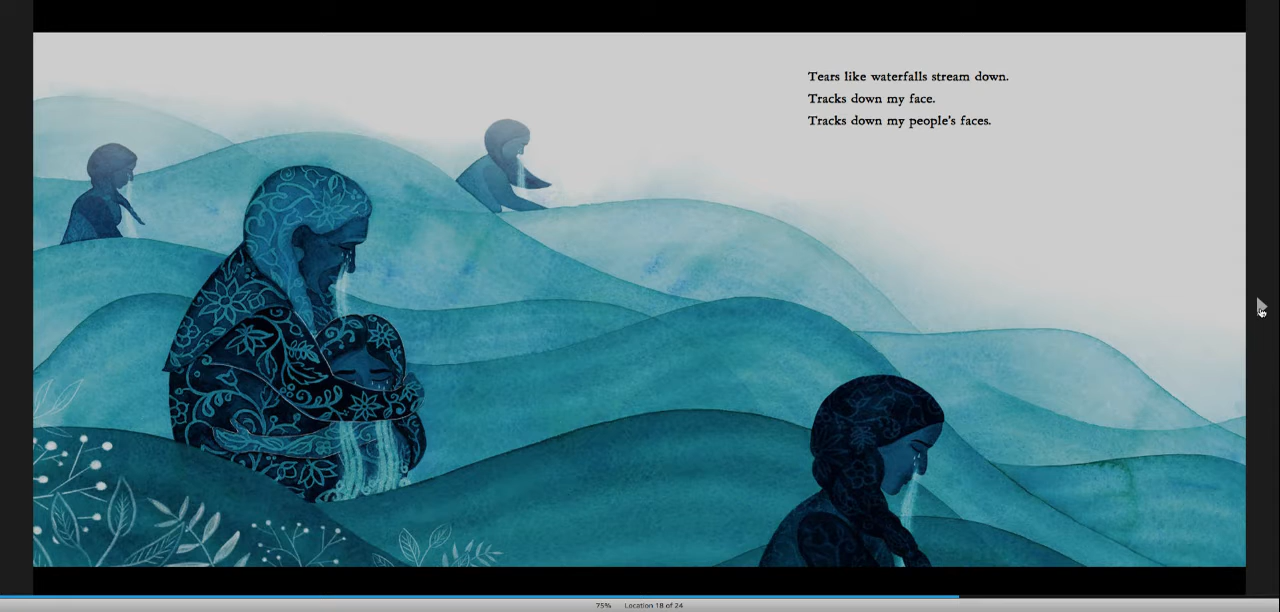 Tears like waterfalls stream down.
Tracks down my face.
Tracks down my people's faces.
75% Location 18 of 24